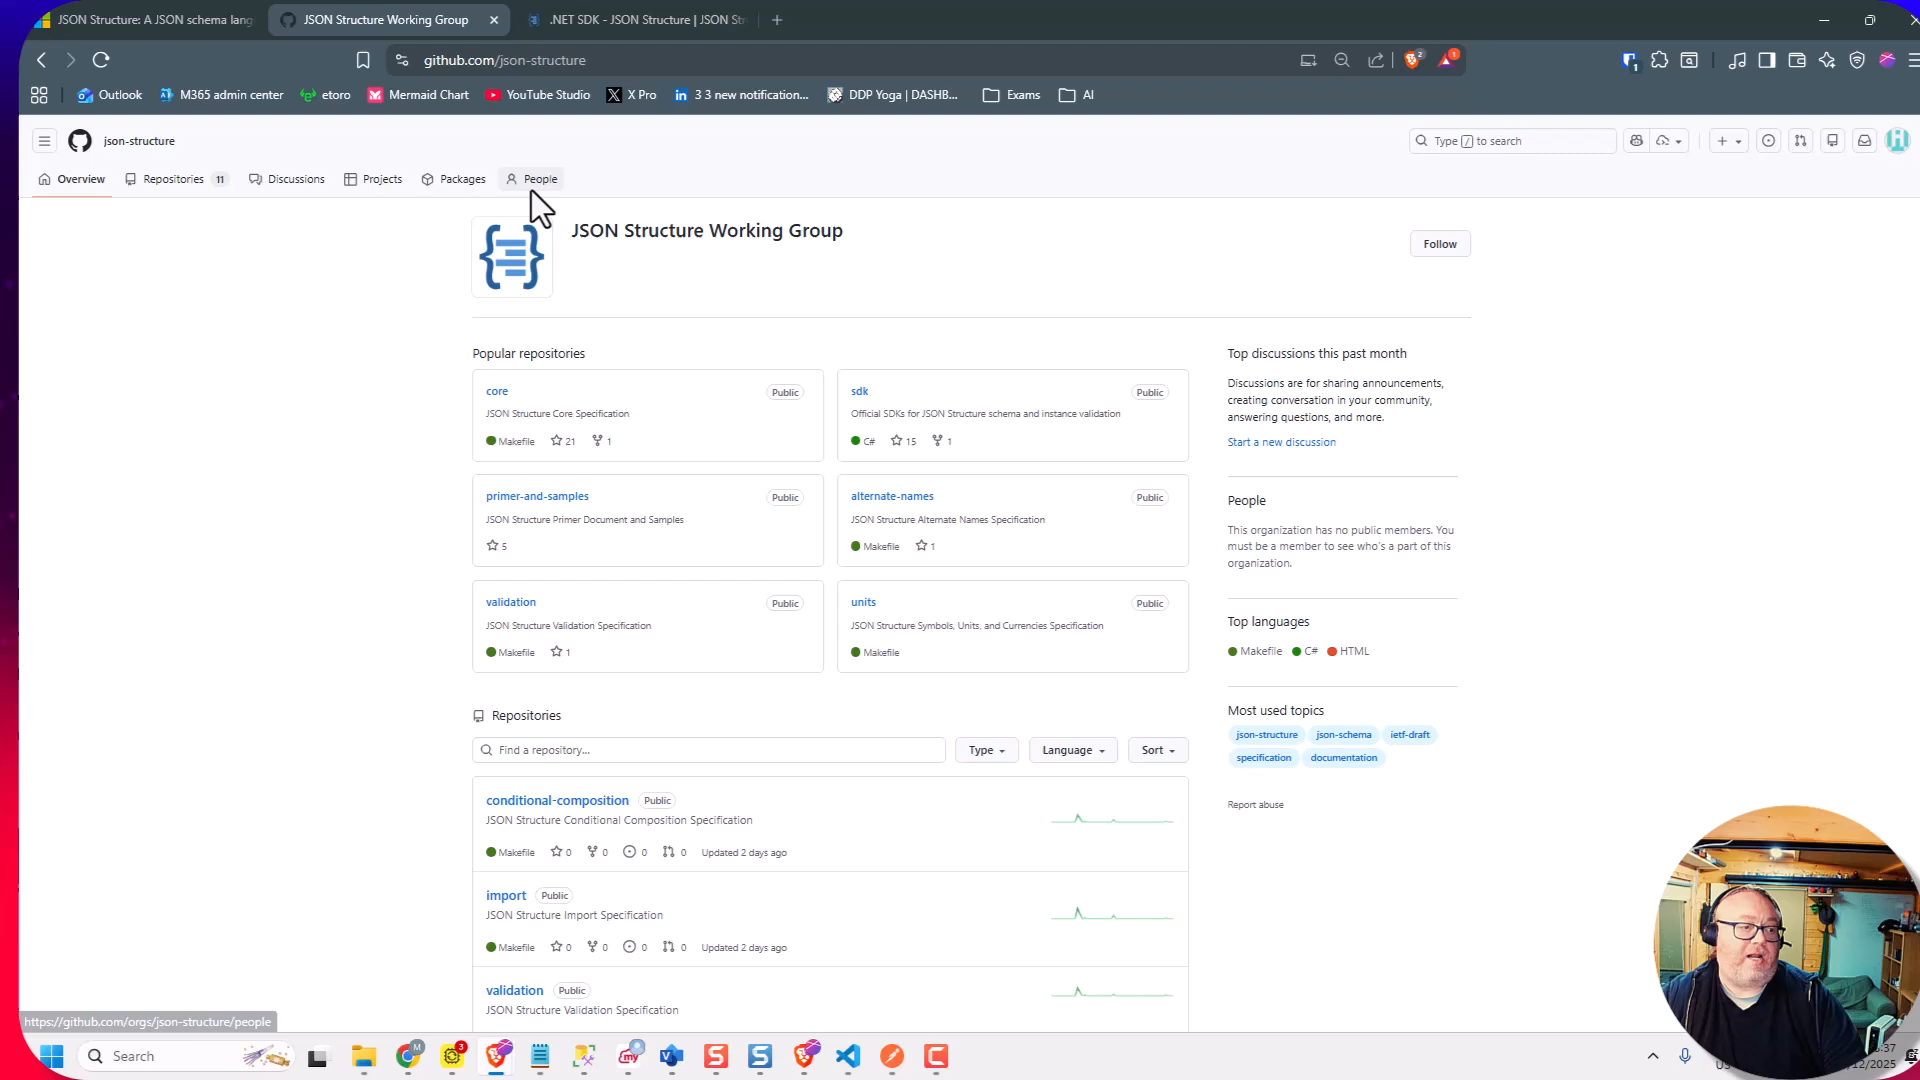 JSON Structure: A JSON schema lang
JSON Structure Working Group
.NET SDK - JSON Structure | JSON Str
github.com/json-structure
2
1
1
Outlook
M365 admin center
etoro
Mermaid Chart
YouTube Studio
X Pro
3 3 new notification...
DDP Yoga | DASHB...
Exams
AI
json-structure
Type / to search
Overview
Repositories 11
Discussions
Projects
Packages
People
JSON Structure Working Group
Follow
Popular repositories
core
Public
JSON Structure Core Specification
Makefile 21 1
sdk
Public
Official SDKs for JSON Structure schema and instance validation
C# 15 1
primer-and-samples
Public
JSON Structure Primer Document and Samples
5
alternate-names
Public
JSON Structure Alternate Names Specification
Makefile 1
validation
Public
JSON Structure Validation Specification
Makefile 1
units
Public
JSON Structure Symbols, Units, and Currencies Specification
Makefile
Repositories
Find a repository...
Type
Language
Sort
conditional-composition Public
JSON Structure Conditional Composition Specification
Makefile 0 0 0 0 Updated 2 days ago
import Public
JSON Structure Import Specification
Makefile 0 0 0 0 Updated 2 days ago
validation Public
JSON Structure Validation Specification
Top discussions this past month
Discussions are for sharing announcements,
creating conversation in your community,
answering questions, and more.
Start a new discussion
People
This organization has no public members. You
must be a member to see who's a part of this
organization.
Top languages
Makefile C# HTML
Most used topics
json-structure json-schema ietf-draft
specification documentation
Report abuse
https://github.com/orgs/json-structure/people
Search
M
3
my
:37
/12/2025